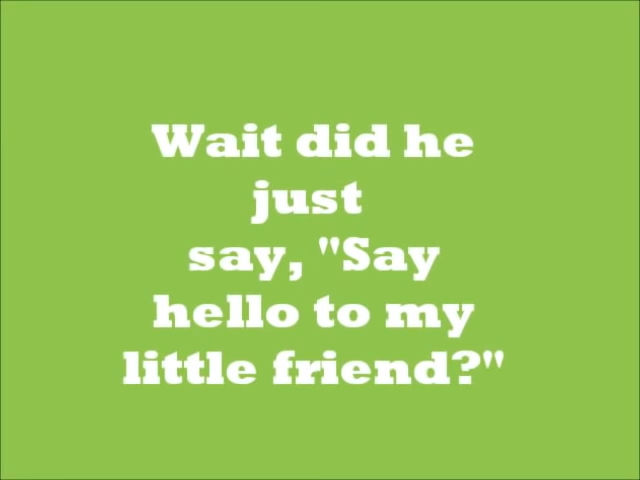 Wait did he
just
say, "Say
hello to my
little friend?"